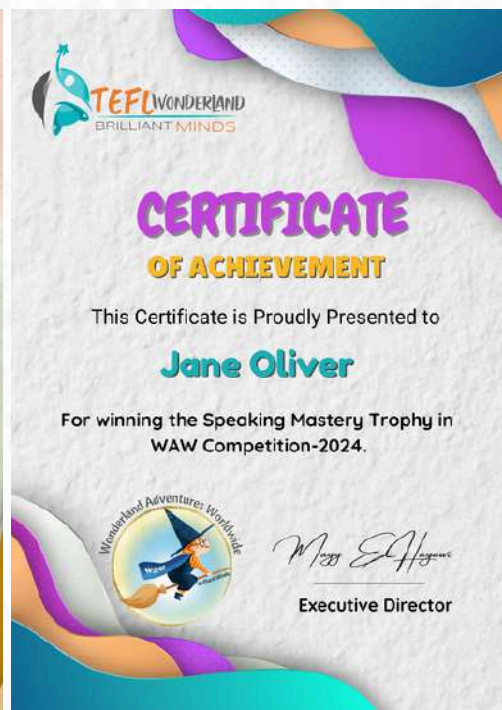 TEFL WONDERLAND
BRILLIANT MINDS
CERTIFICATE
OF ACHIEVEMENT
This Certificate is Proudly Presented to
Jane Oliver
For winning the Speaking Mastery Trophy in
WAW Competition-2024.
Wonderland Adventures Worldwide
WAW
Executive Director